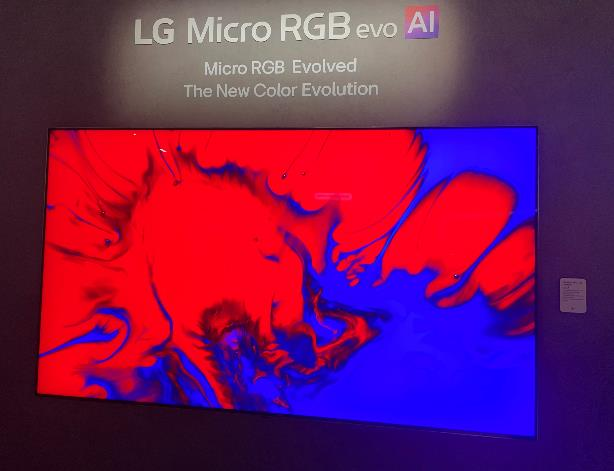 LG Micro RGB evo AI
Micro RGB Evolved
The New Color Evolution